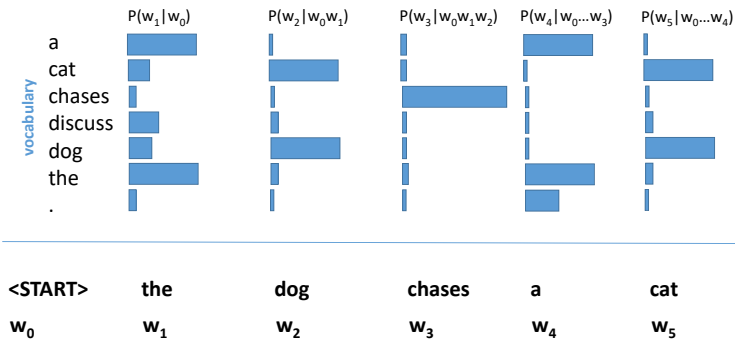 P(w₁|w₀) P(w₂|w₀w₁) P(w₃|w₀w₁w₂) P(w₄|w₀...w₃) P(w₅|w₀...w₄)
vocabulary
a
cat
chases
discuss
dog
the
.
<START> the dog chases a cat
w₀ w₁ w₂ w₃ w₄ w₅